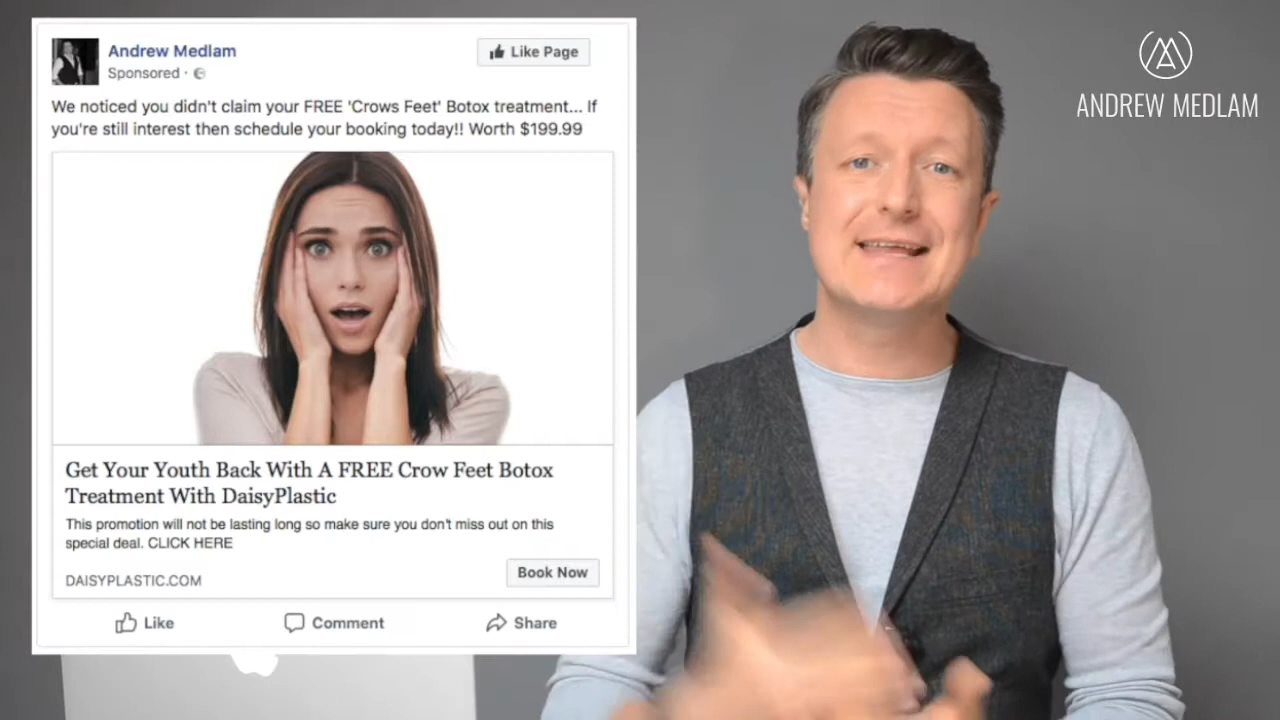 Andrew Medlam
Sponsored ·
Like Page
We noticed you didn't claim your FREE 'Crows Feet' Botox treatment... If
you're still interest then schedule your booking today!! Worth $199.99
Get Your Youth Back With A FREE Crow Feet Botox
Treatment With DaisyPlastic
This promotion will not be lasting long so make sure you don't miss out on this
special deal. CLICK HERE
DAISYPLASTIC.COM
Book Now
Like
Comment
Share
ANDREW MEDLAM